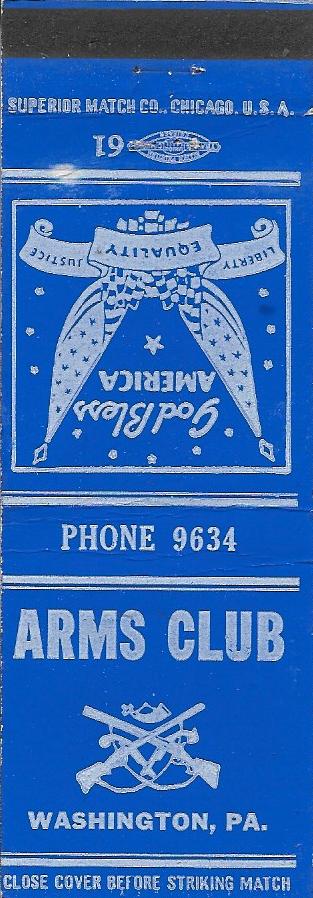 SUPERIOR MATCH CO., CHICAGO, U.S.A.
61
LIBERTY
EQUALITY
JUSTICE
God Bless
AMERICA
PHONE 9634
ARMS CLUB
WASHINGTON, PA.
CLOSE COVER BEFORE STRIKING MATCH